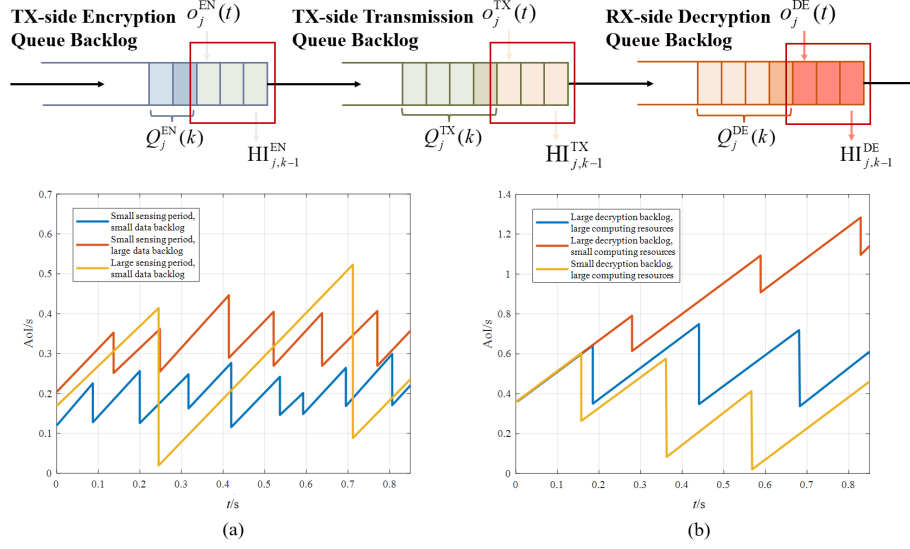 TX-side Encryption
Queue Backlog
o_j^EN(t)
TX-side Transmission
Queue Backlog
o_j^TX(t)
RX-side Decryption
Queue Backlog
o_j^DE(t)
Q_j^EN(k)
HI_{j,k-1}^EN
Q_j^TX(k)
HI_{j,k-1}^TX
Q_j^DE(k)
HI_{j,k-1}^DE
0.7
0.6
0.5
0.4
0.3
0.2
0.1
0
AoI/s
Small sensing period,
small data backlog
Small sensing period,
large data backlog
Large sensing period,
small data backlog
0 0.1 0.2 0.3 0.4 0.5 0.6 0.7 0.8
t/s
(a)
1.4
1.2
1
0.8
0.6
0.4
0.2
0
AoI/s
Large decryption backlog,
large computing resources
Large decryption backlog,
small computing resources
Small decryption backlog,
large computing resources
0 0.1 0.2 0.3 0.4 0.5 0.6 0.7 0.8
t/s
(b)